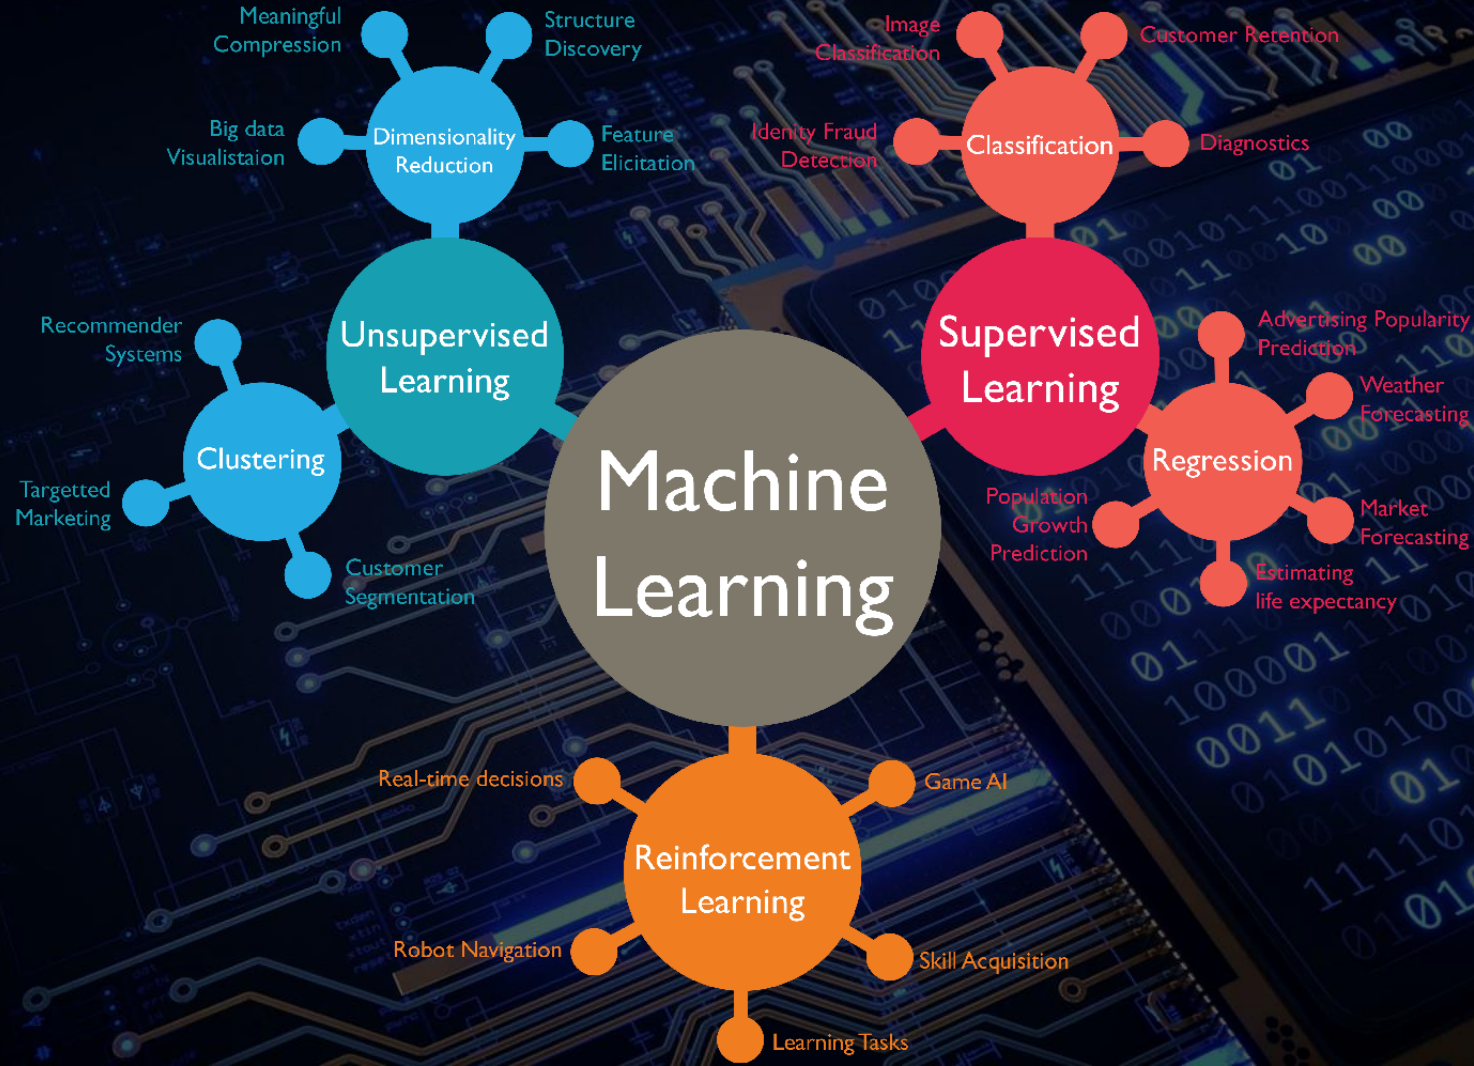 Meaningful
Compression
Structure
Discovery
Big data
Visualistaion
Dimensionality
Reduction
Feature
Elicitation
Image
Classification
Customer Retention
Idenity Fraud
Detection
Classification
Diagnostics
Recommender
Systems
Unsupervised
Learning
Clustering
Targetted
Marketing
Customer
Segmentation
Machine
Learning
Supervised
Learning
Advertising Popularity
Prediction
Weather
Forecasting
Regression
Population
Growth
Prediction
Market
Forecasting
Estimating
life expectancy
Real-time decisions
Game AI
Reinforcement
Learning
Robot Navigation
Skill Acquisition
Learning Tasks